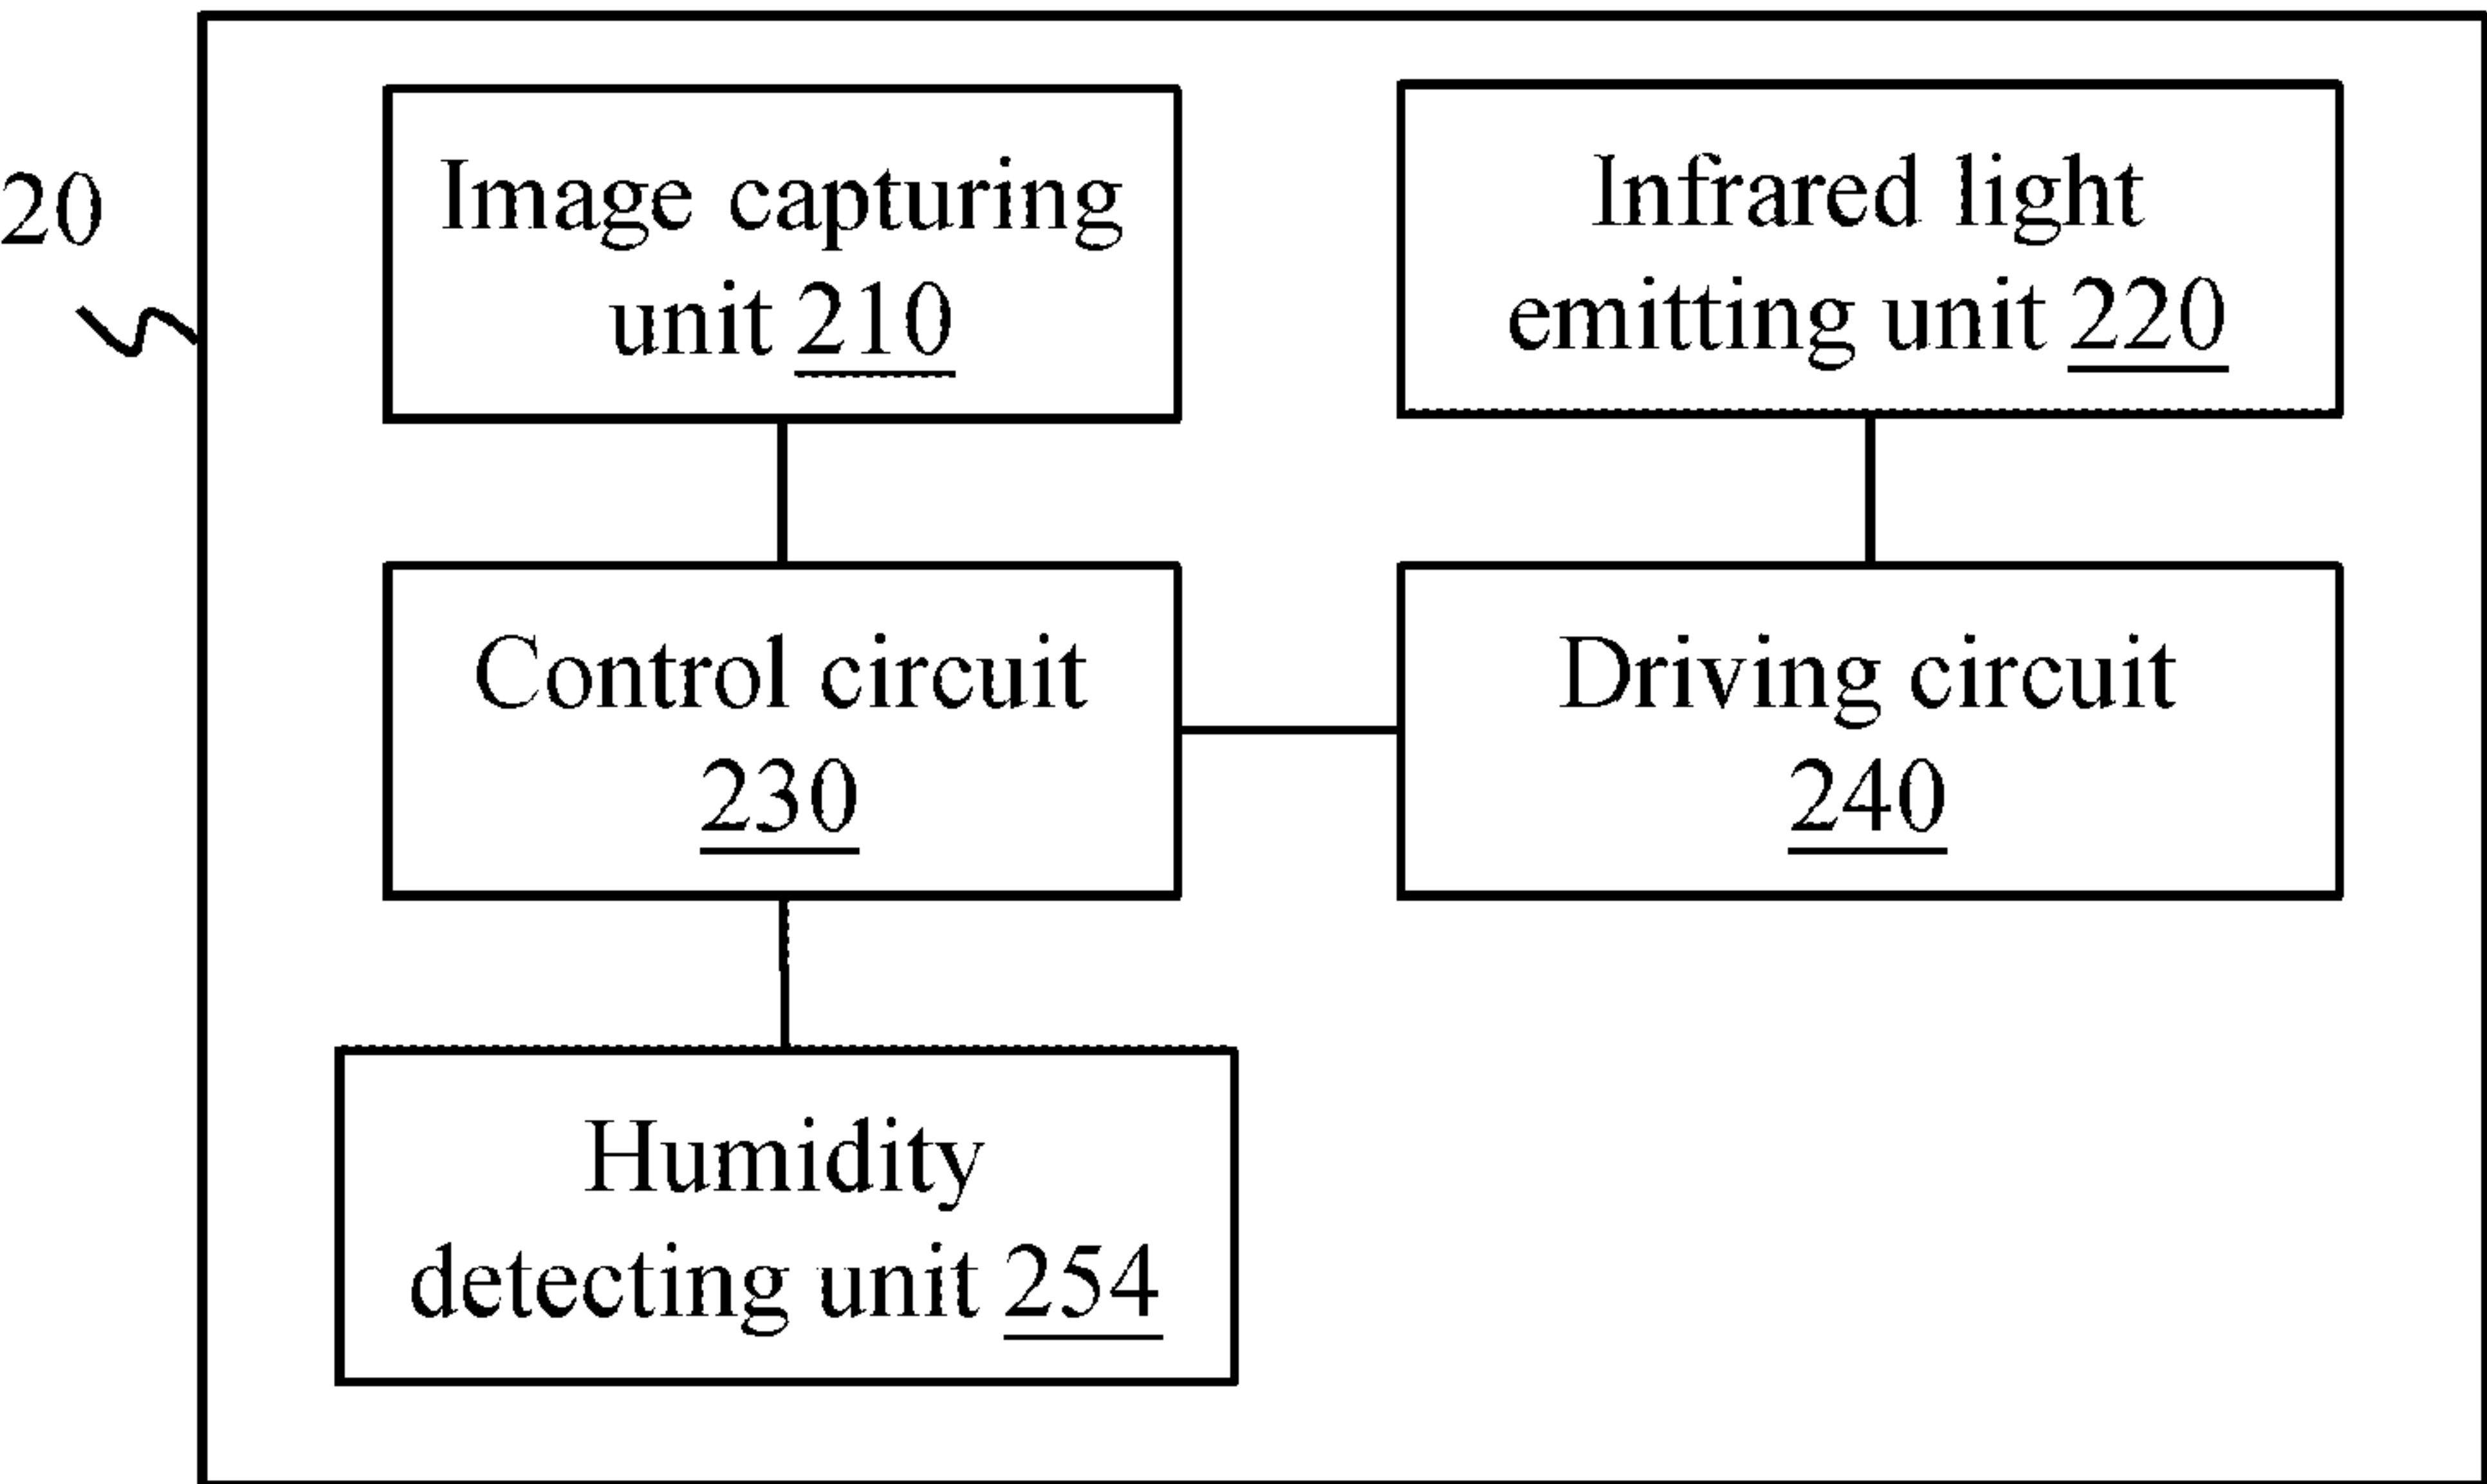 20
Image capturing
unit 210
Infrared light
emitting unit 220
Control circuit
230
Driving circuit
240
Humidity
detecting unit 254